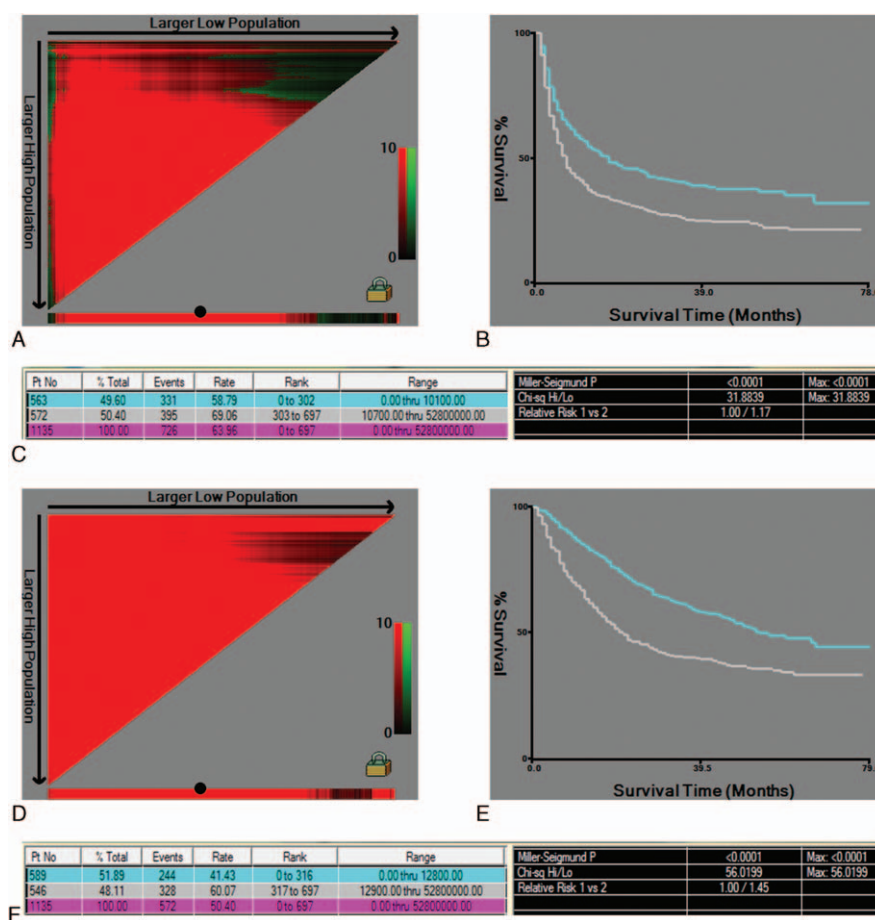 Larger Low Population
Larger High Population
10
0
A
100
50
% Survival
0.0 39.0 78.0
Survival Time (Months)
B
Pt No % Total Events Rate Rank Range
563 49.60 331 58.79 0 to 302 0.00 thru 10100.00
572 50.40 395 69.06 303 to 697 10700.00 thru 52800000.00
1135 100.00 726 63.96 0 to 697 0.00 thru 52800000.00
Miller-Seigmund P <0.0001 Max: <0.0001
Chi-sq Hi/Lo 31.8839 Max: 31.8839
Relative Risk 1 vs 2 1.00 / 1.17
C
Larger Low Population
Larger High Population
10
0
D
100
50
% Survival
0.0 39.5 79.
Survival Time (Months)
E
Pt No % Total Events Rate Rank Range
589 51.89 244 41.43 0 to 316 0.00 thru 12800.00
546 48.11 328 60.07 317 to 697 12900.00 thru 52800000.00
1135 100.00 572 50.40 0 to 697 0.00 thru 52800000.00
Miller-Seigmund P <0.0001 Max: <0.0001
Chi-sq Hi/Lo 56.0199 Max: 56.0199
Relative Risk 1 vs 2 1.00 / 1.45
F